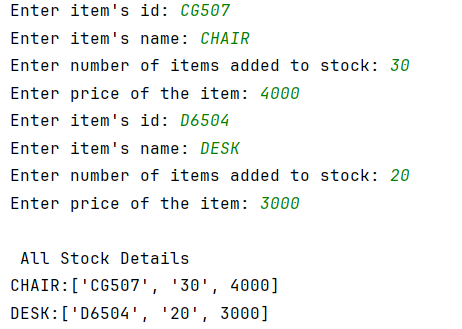 Enter item's id: CG507
Enter item's name: CHAIR
Enter number of items added to stock: 30
Enter price of the item: 4000
Enter item's id: D6504
Enter item's name: DESK
Enter number of items added to stock: 20
Enter price of the item: 3000
All Stock Details
CHAIR:['CG507', '30', 4000]
DESK:['D6504', '20', 3000]